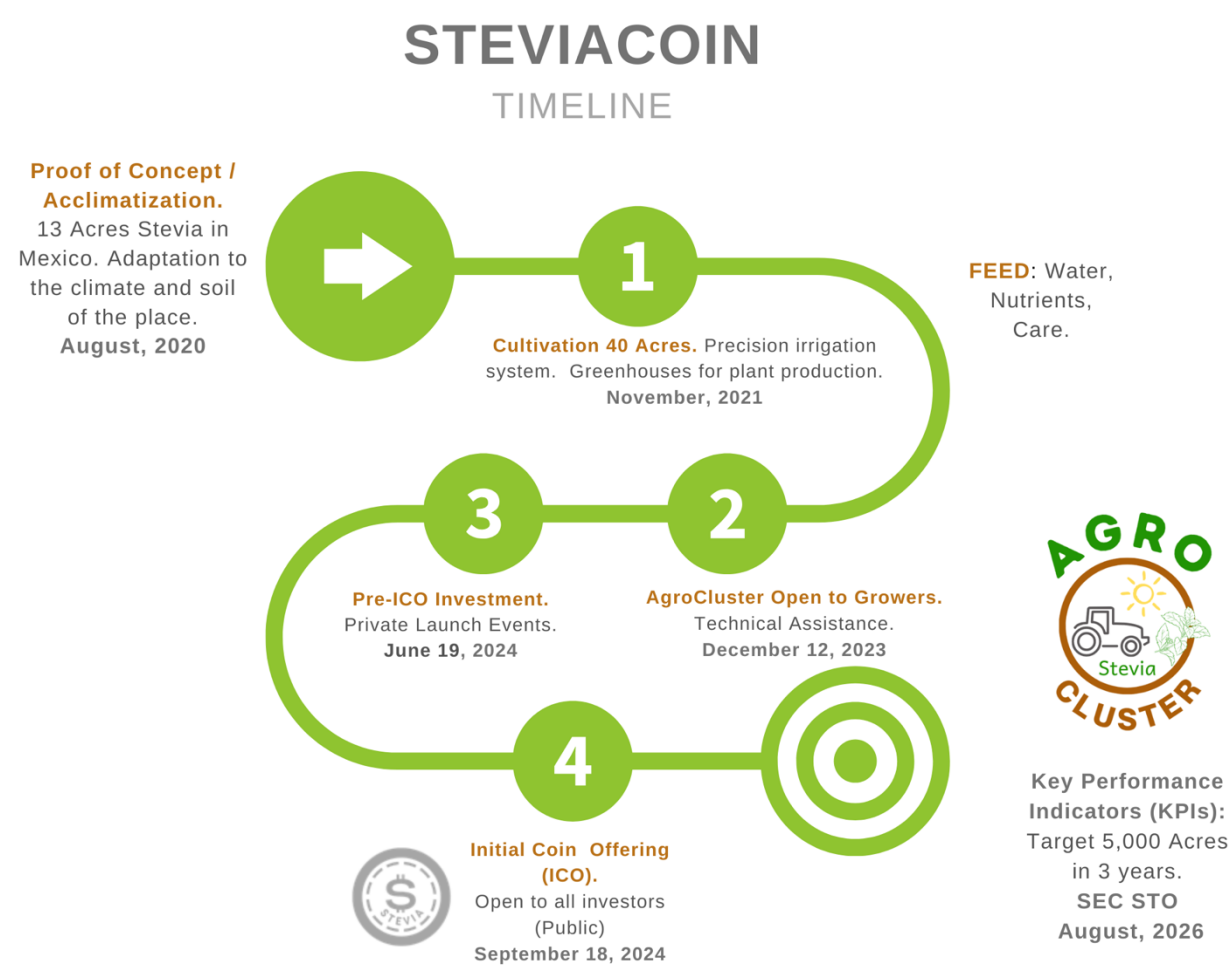 STEVIACOIN
TIMELINE
Proof of Concept /
Acclimatization.
13 Acres Stevia in
Mexico. Adaptation to
the climate and soil
of the place.
August, 2020
1
Cultivation 40 Acres. Precision irrigation
system.  Greenhouses for plant production.
November, 2021
FEED: Water,
Nutrients,
Care.
2
AgroCluster Open to Growers.
Technical Assistance.
December 12, 2023
3
Pre-ICO Investment.
Private Launch Events.
June 19, 2024
4
Initial Coin  Offering
(ICO).
Open to all investors
(Public)
September 18, 2024
$
STEVIA
AGRO
Stevia
CLUSTER
Key Performance
Indicators (KPIs):
Target 5,000 Acres
in 3 years.
SEC STO
August, 2026